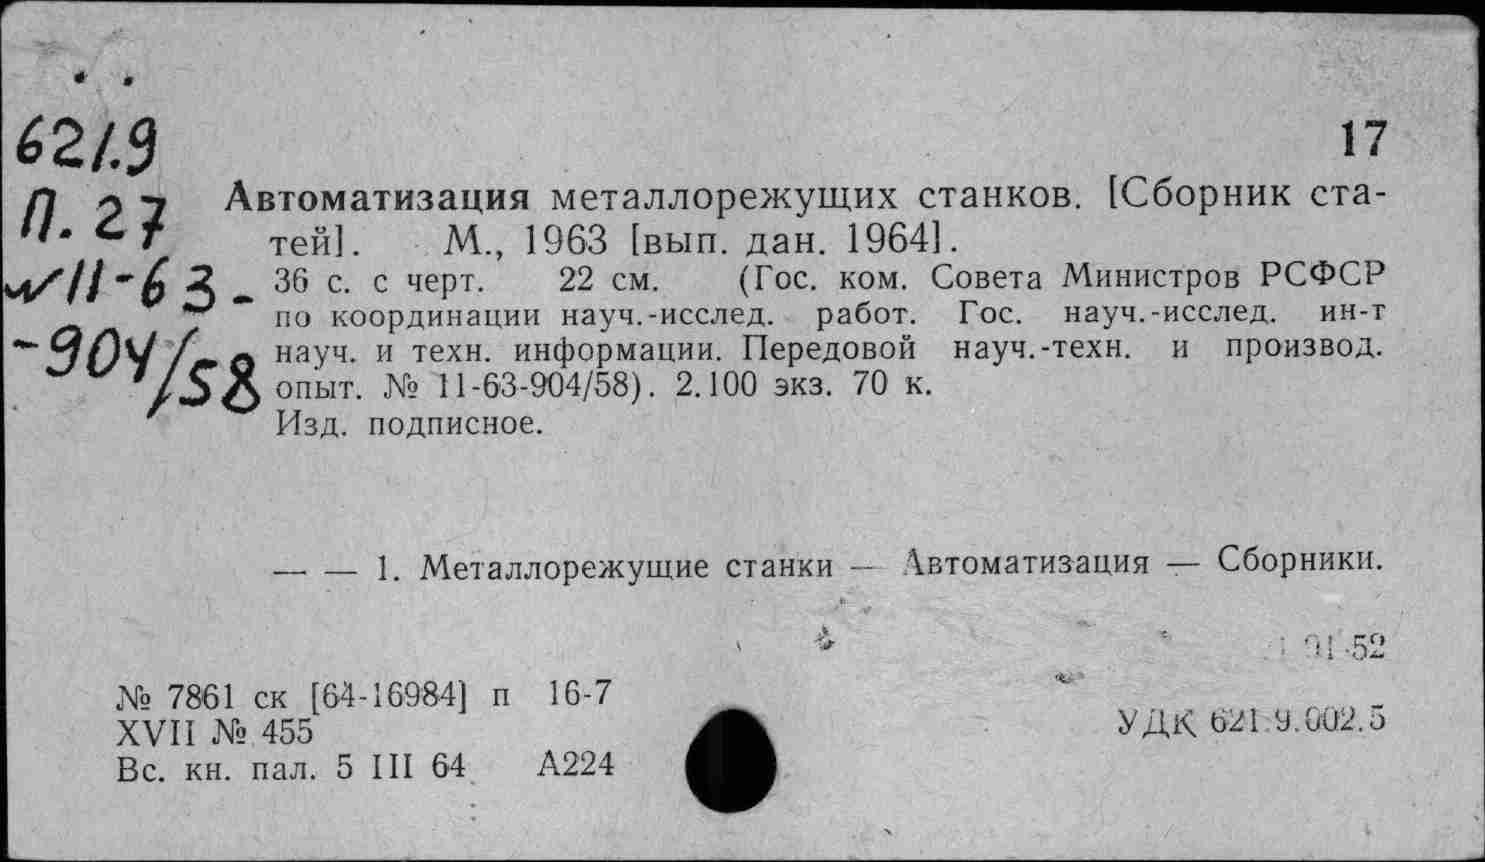 621.9
17
П. 27
Автоматизация металлорежущих станков. [Сборник ста-
тей]. М., 1963 [вып. дан. 1964].
№11-63-
36 с. с черт. 22 см. (Гос. ком. Совета Министров РСФСР
по координации науч.-исслед. работ. Гос. науч.-исслед. ин-т
-904/58
науч. и техн. информации. Передовой науч.-техн. и производ.
опыт. № 11-63-904/58). 2.100 экз. 70 к.
Изд. подписное.
— — 1. Металлорежущие станки — Автоматизация — Сборники.
-52
№ 7861 ск [64-16984] п 16-7
XVII № 455
УДК 621.9.002.5
Вс. кн. пал. 5 III 64 А224